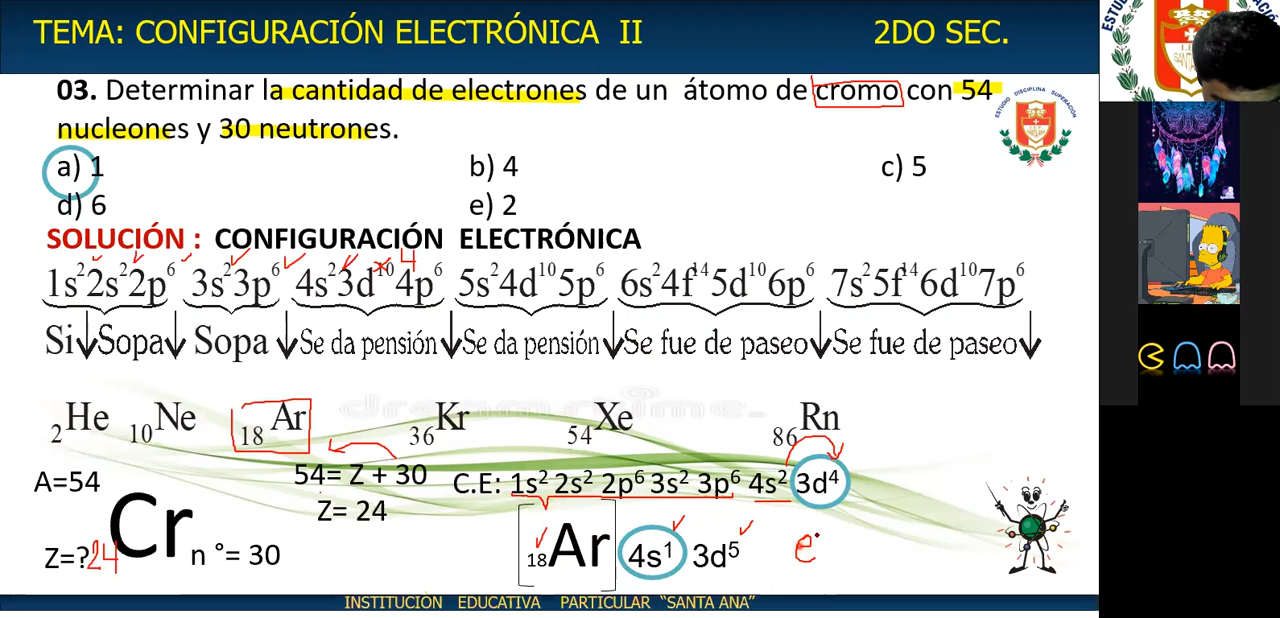 TEMA: CONFIGURACIÓN ELECTRÓNICA II 2DO SEC.
03. Determinar la cantidad de electrones de un átomo de cromo con 54
nucleones y 30 neutrones.
a) 1 b) 4 c) 5
d) 6 e) 2
SOLUCIÓN : CONFIGURACIÓN ELECTRÓNICA
4
1s² 2s² 2p⁶ 3s² 3p⁶ 4s² 3d¹⁰ 4p⁶ 5s² 4d¹⁰ 5p⁶ 6s² 4f¹⁴ 5d¹⁰ 6p⁶ 7s² 5f¹⁴ 6d¹⁰ 7p⁶
Si Sopa Sopa Se da pensión Se da pensión Se fue de paseo Se fue de paseo
₂He ₁₀Ne ₁₈Ar ₃₆Kr ₅₄Xe ₈₆Rn
A=54 54= Z + 30 C.E: 1s² 2s² 2p⁶ 3s² 3p⁶ 4s² 3d⁴
Z= 24
Z=? 24 Cr n °= 30 ₁₈Ar 4s¹ 3d⁵ e
INSTITUCIÓN EDUCATIVA PARTICULAR “SANTA ANA”
ESTUDIO DISCIPLINA SUPERACIÓN